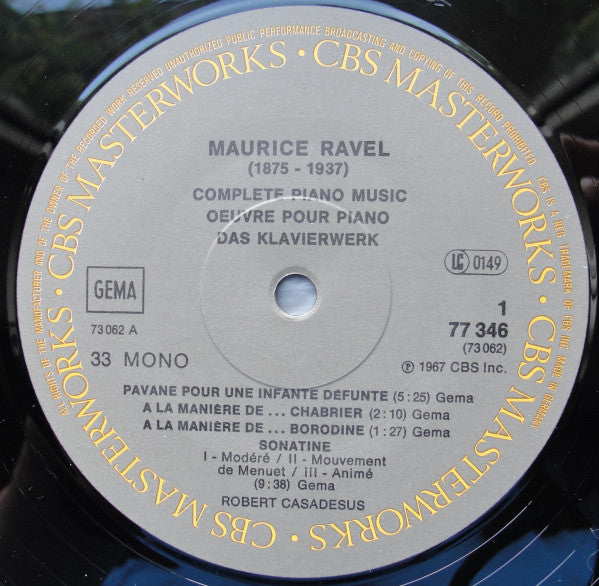 ALL RIGHTS OF THE MANUFACTURER AND OF THE OWNER OF THE RECORDED WORK RESERVED UNAUTHORIZED PUBLIC PERFORMANCE BROADCASTING AND COPYING OF THIS RECORD PROHIBITED. CBS IS A REG TRADEMARK OF CBS INC MADE IN GERMANY
CBS MASTERWORKS · CBS MASTERWORKS · CBS MASTERWORKS · CBS MASTERWORKS ·
MAURICE RAVEL
(1875 - 1937)
COMPLETE PIANO MUSIC
OEUVRE POUR PIANO
DAS KLAVIERWERK
GEMA
LC 0149
73 062 A
1
77 346
(73 062)
33 MONO
℗ 1967 CBS Inc.
PAVANE POUR UNE INFANTE DÉFUNTE (5:25) Gema
A LA MANIÈRE DE... CHABRIER (2:10) Gema
A LA MANIÈRE DE... BORODINE (1:27) Gema
SONATINE
I - Modéré / II - Mouvement
de Menuet / III - Animé
(9:38) Gema
ROBERT CASADESUS